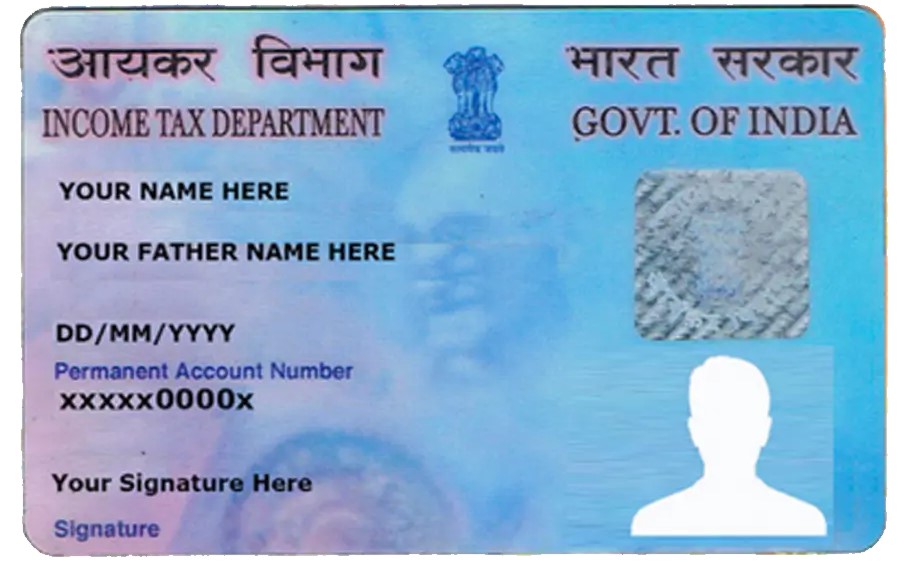 आयकर विभाग
भारत सरकार
INCOME TAX DEPARTMENT
GOVT. OF INDIA
सत्यमेव जयते
YOUR NAME HERE
YOUR FATHER NAME HERE
DD/MM/YYYY
Permanent Account Number
xxxxx0000x
Your Signature Here
Signature